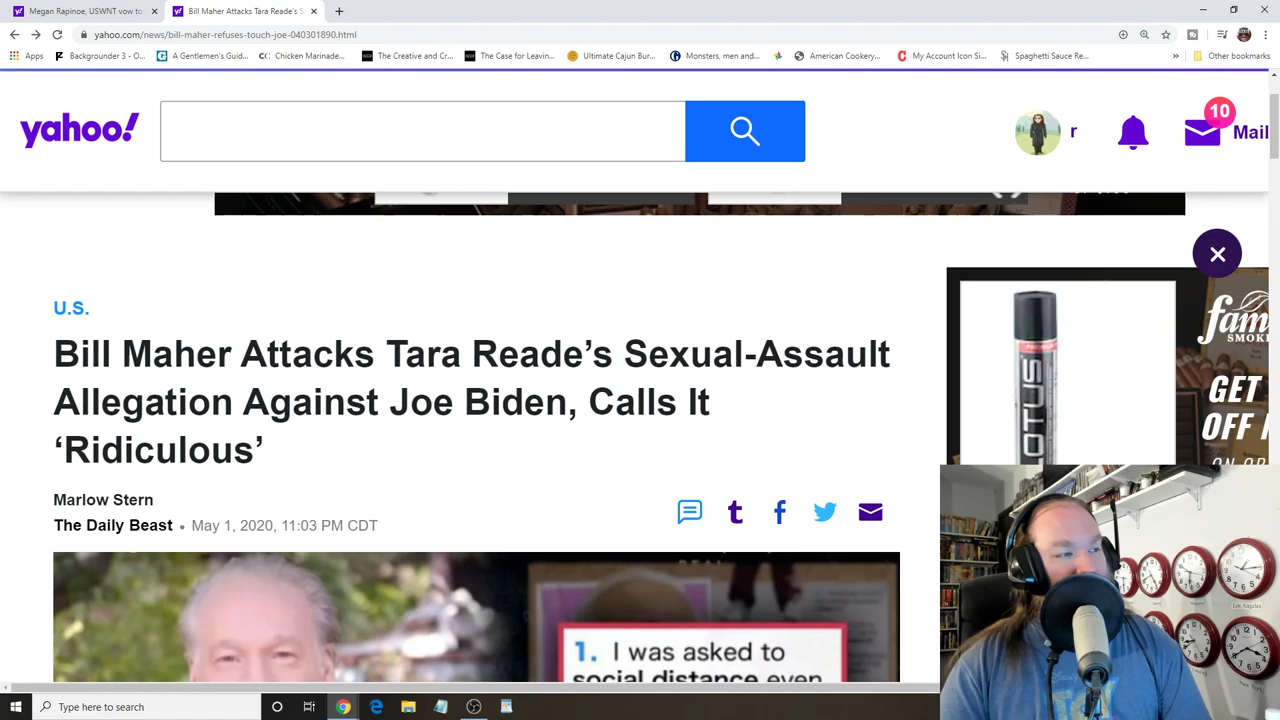 Megan Rapinoe, USWNT vow to
Bill Maher Attacks Tara Reade's S
yahoo.com/news/bill-maher-refuses-touch-joe-040301890.html
Apps
Backgrounder 3 - O...
A Gentlemen's Guid...
Chicken Marinade...
The Creative and Cr...
The Case for Leavin...
Ultimate Cajun Bur...
Monsters, men and...
American Cookery...
My Account Icon Si...
Spaghetti Sauce Re...
»
Other bookmarks
yahoo!
r
10
Mail
U.S.
Bill Maher Attacks Tara Reade's Sexual-Assault
Allegation Against Joe Biden, Calls It
'Ridiculous'
Marlow Stern
The Daily Beast • May 1, 2020, 11:03 PM CDT
LOTUS
fam
SMOK
GET
OFF
1. I was asked to
social distance even
Los Angeles
Type here to search